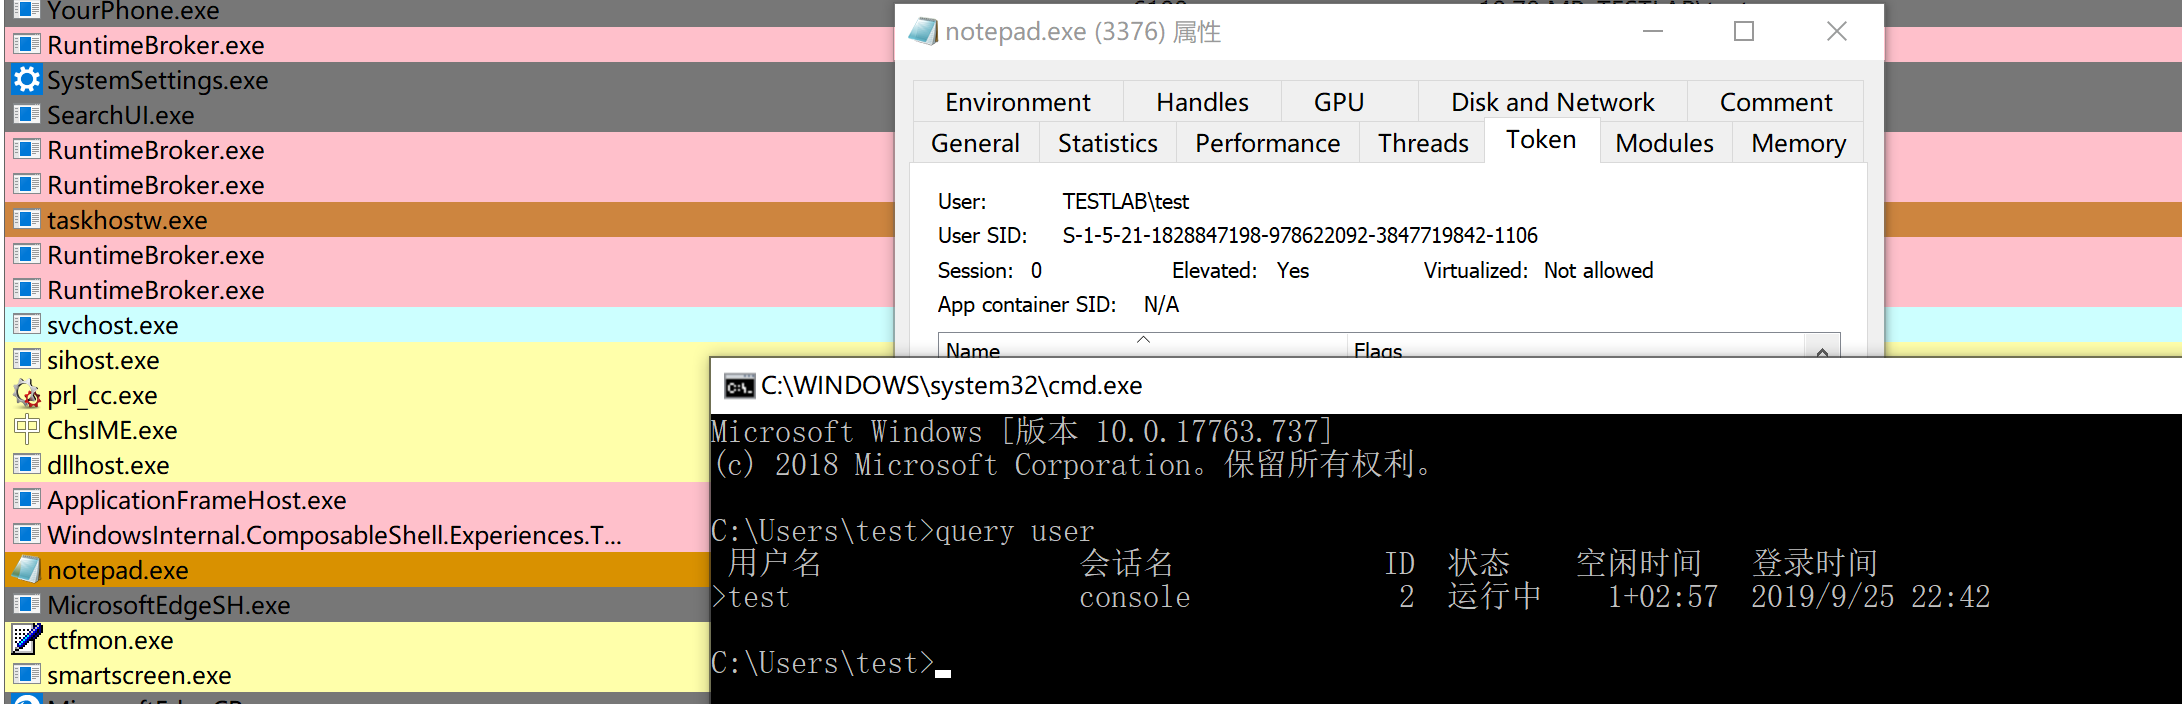 YourPhone.exe
RuntimeBroker.exe
SystemSettings.exe
SearchUI.exe
RuntimeBroker.exe
RuntimeBroker.exe
taskhostw.exe
RuntimeBroker.exe
RuntimeBroker.exe
svchost.exe
sihost.exe
prl_cc.exe
ChsIME.exe
dllhost.exe
ApplicationFrameHost.exe
WindowsInternal.ComposableShell.Experiences.T...
notepad.exe
MicrosoftEdgeSH.exe
ctfmon.exe
smartscreen.exe
notepad.exe (3376) 属性
Environment Handles GPU Disk and Network Comment
General Statistics Performance Threads Token Modules Memory
User: TESTLAB\test
User SID: S-1-5-21-1828847198-978622092-3847719842-1106
Session: 0 Elevated: Yes Virtualized: Not allowed
App container SID: N/A
Name Flags
C:\WINDOWS\system32\cmd.exe
Microsoft Windows [版本 10.0.17763.737]
(c) 2018 Microsoft Corporation。保留所有权利。
C:\Users\test>query user
用户名 会话名 ID 状态 空闲时间 登录时间
>test console 2 运行中 1+02:57 2019/9/25 22:42
C:\Users\test>